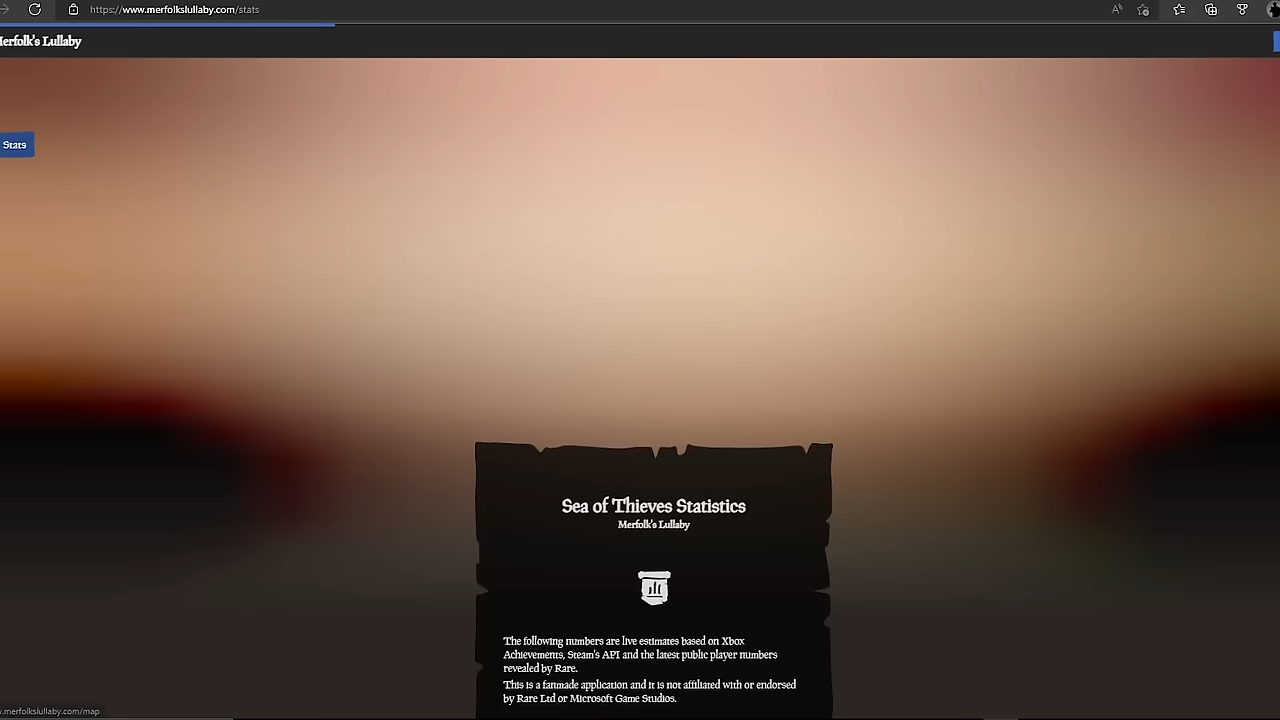 https://www.merfolkslullaby.com/stats
Merfolk's Lullaby
Stats
Sea of Thieves Statistics
Merfolk's Lullaby
The following numbers are live estimates based on Xbox
Achievements, Steam's API and the latest public player numbers
revealed by Rare.
This is a fanmade application and it is not affiliated with or endorsed
by Rare Ltd or Microsoft Game Studios.
.merfolkslullaby.com/map